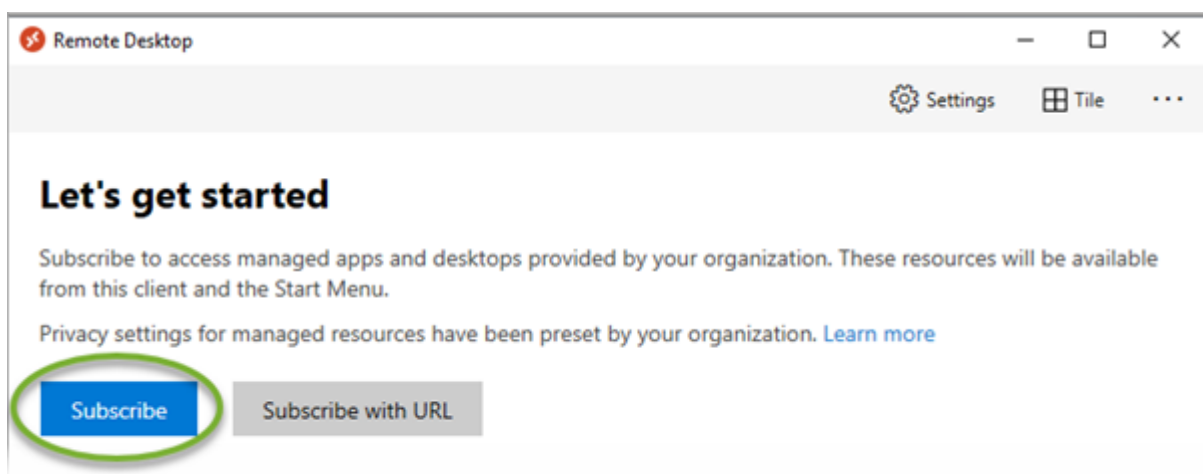 Remote Desktop
Settings Tile
Let's get started
Subscribe to access managed apps and desktops provided by your organization. These resources will be available
from this client and the Start Menu.
Privacy settings for managed resources have been preset by your organization. Learn more
Subscribe Subscribe with URL